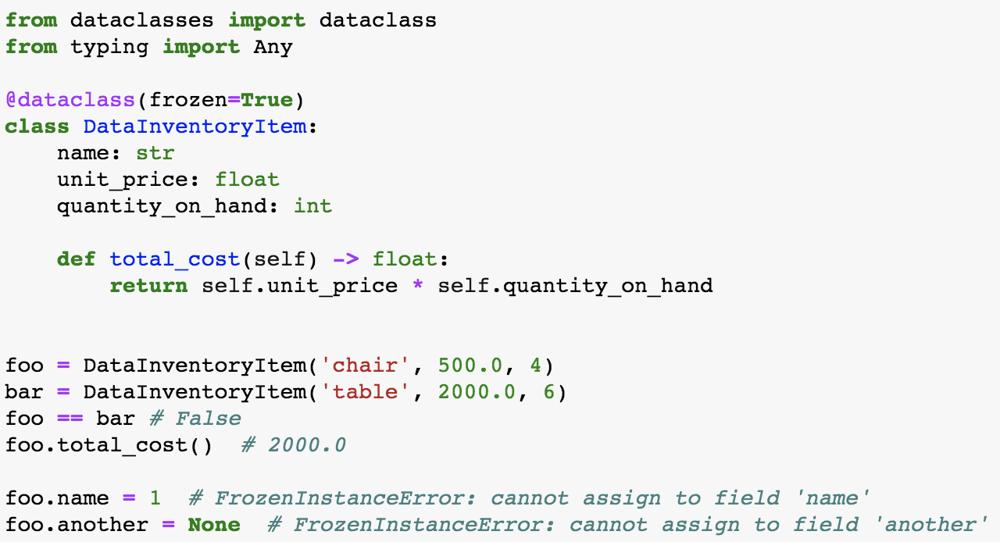 from dataclasses import dataclass
from typing import Any

@dataclass(frozen=True)
class DataInventoryItem:
    name: str
    unit_price: float
    quantity_on_hand: int

    def total_cost(self) -> float:
        return self.unit_price * self.quantity_on_hand


foo = DataInventoryItem('chair', 500.0, 4)
bar = DataInventoryItem('table', 2000.0, 6)
foo == bar # False
foo.total_cost()  # 2000.0

foo.name = 1  # FrozenInstanceError: cannot assign to field 'name'
foo.another = None  # FrozenInstanceError: cannot assign to field 'another'